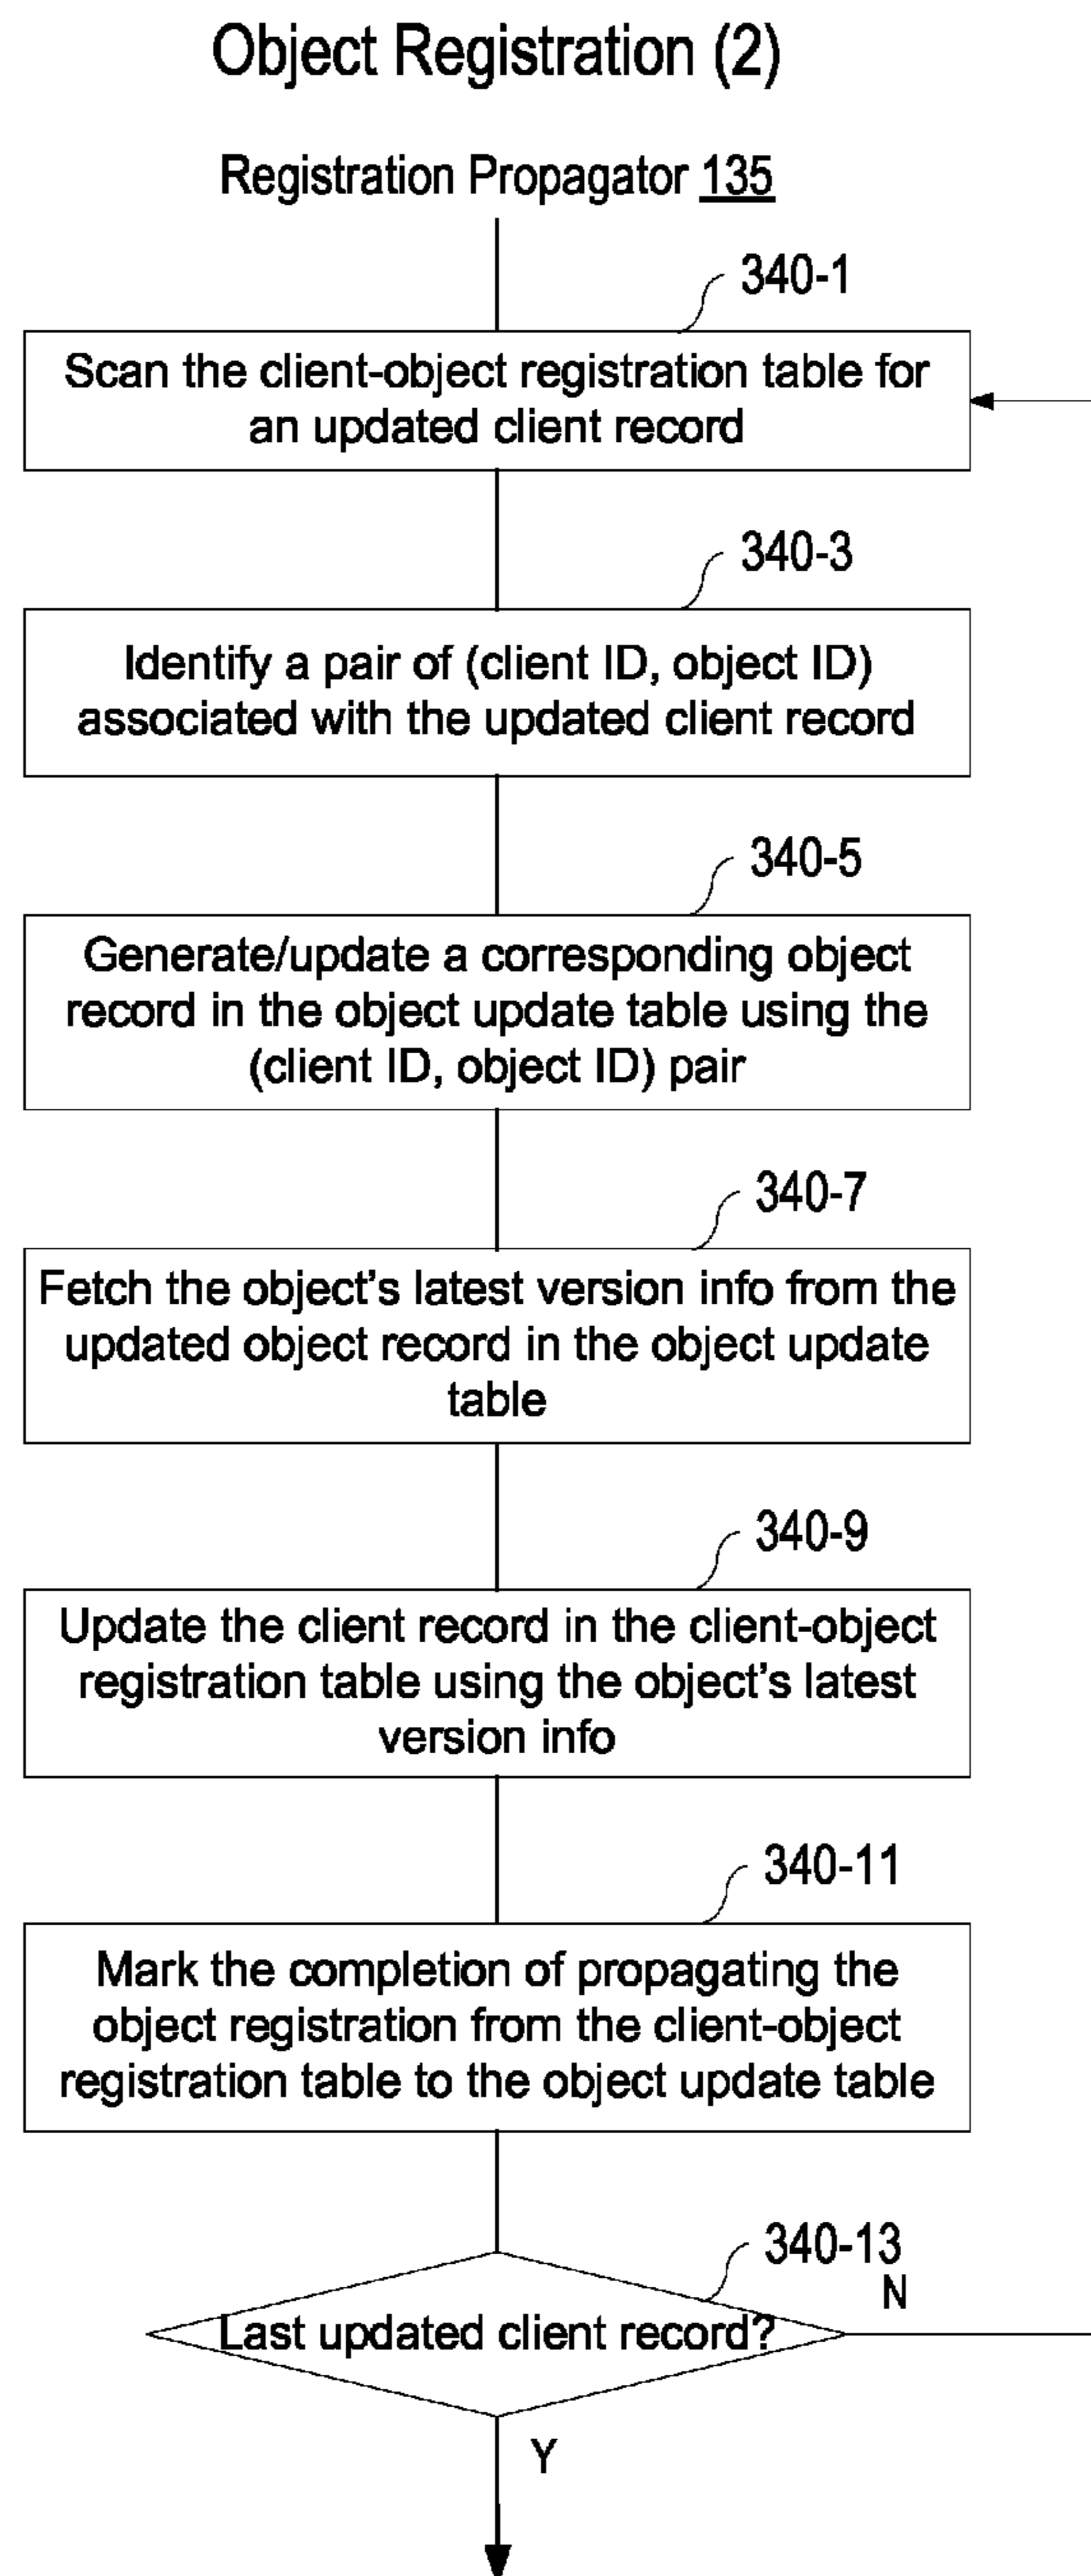 Object Registration (2)
Registration Propagator 135
340-1
Scan the client-object registration table for
an updated client record
340-3
Identify a pair of (client ID, object ID)
associated with the updated client record
340-5
Generate/update a corresponding object
record in the object update table using the
(client ID, object ID) pair
340-7
Fetch the object’s latest version info from the
updated object record in the object update
table
340-9
Update the client record in the client-object
registration table using the object’s latest
version info
340-11
Mark the completion of propagating the
object registration from the client-object
registration table to the object update table
340-13
N
Last updated client record?
Y